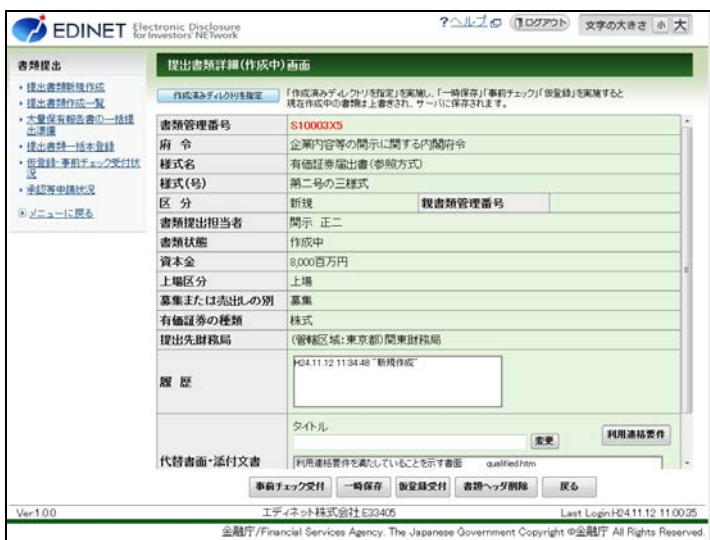 EDINET Electronic Disclosure for Investors' NETwork
?ヘルプ ログアウト 文字の大きさ 小 大
書類提出
・提出書類新規作成
・提出書類作成一覧
・大量保有報告書の一括提出準備
・提出書類一括本登録
・仮登録・事前チェック受付状況
・承認等申請状況
メニューに戻る
提出書類詳細(作成中)画面
作成済みディレクトリを指定
「作成済みディレクトリを指定」を実施し、「一時保存」「事前チェック」「仮登録」を実施すると
現在作成中の書類は上書きされ、サーバに保存されます。
書類管理番号 S10003X5
府 令 企業内容等の開示に関する内閣府令
様式名 有価証券届出書(参照方式)
様式(号) 第二号の三様式
区 分 新規 親書類管理番号
書類提出担当者 開示 正二
書類状態 作成中
資本金 8,000百万円
上場区分 上場
募集または売出しの別 募集
有価証券の種類 株式
提出先財務局 (管轄区域:東京都)関東財務局
履 歴 H24.11.12 11:34:48 "新規作成"
代替書面・添付文書 タイトル
変更 利用適格要件
利用適格要件を満たしていることを示す書面 qualified.htm
事前チェック受付 一時保存 仮登録受付 書類ヘッダ削除 戻る
Ver.1.00 エディネット株式会社:E33405 Last Login:H24.11.12 11:00:35
金融庁/Financial Services Agency. The Japanese Government Copyright ©金融庁 All Rights Reserved.